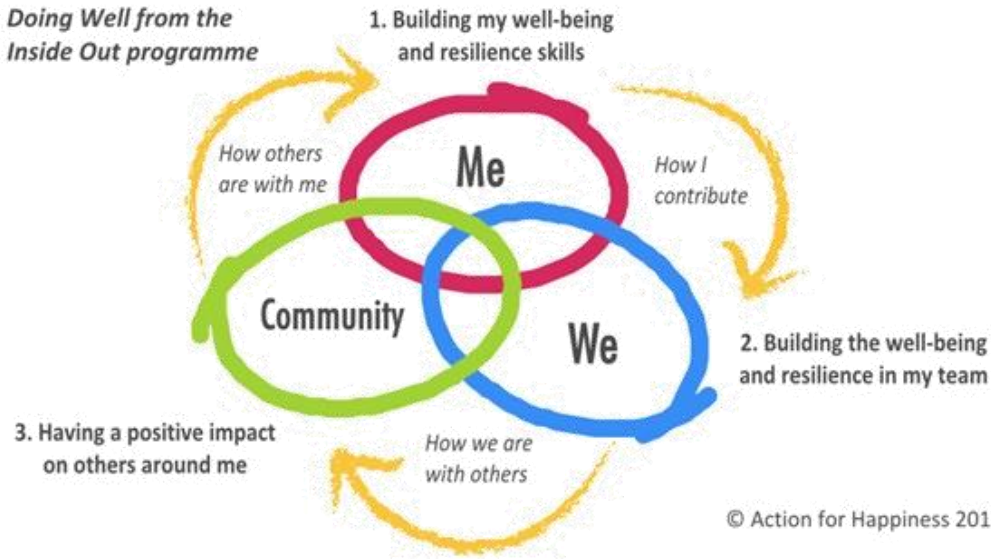 Doing Well from the
Inside Out programme
1. Building my well-being
and resilience skills
How others
are with me
Me
How I
contribute
Community
We
2. Building the well-being
and resilience in my team
3. Having a positive impact
on others around me
How we are
with others
© Action for Happiness 201